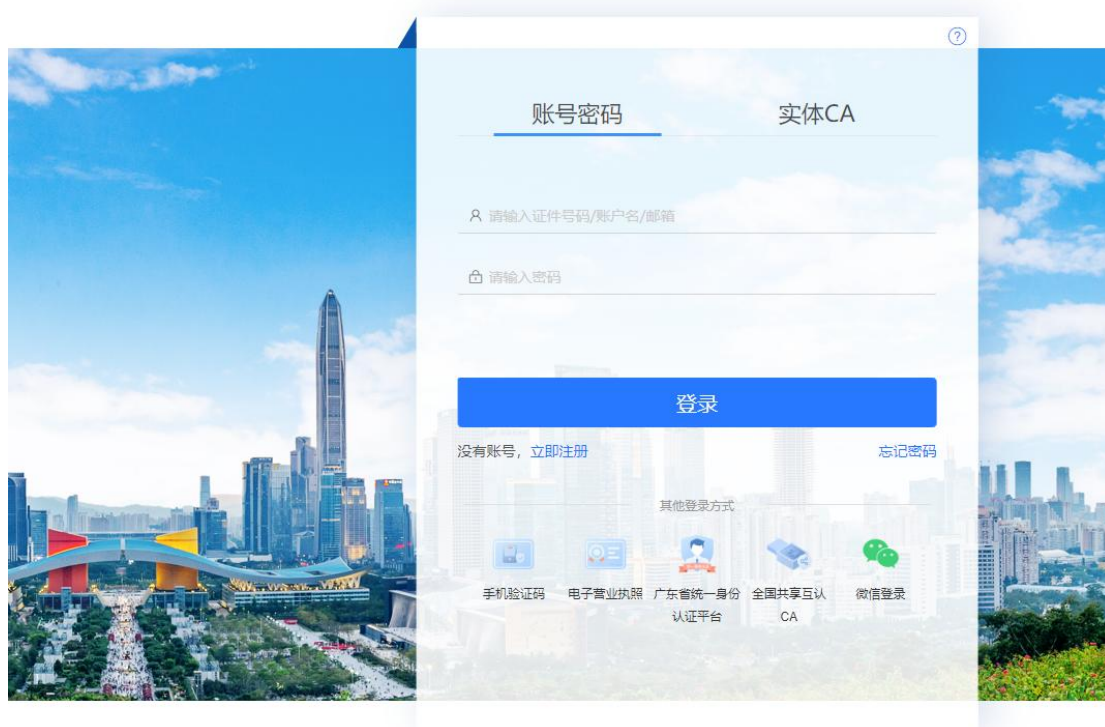 账号密码
实体CA
请输入证件号码/账户名/邮箱
请输入密码
登录
没有账号，立即注册
忘记密码
其他登录方式
手机验证码
电子营业执照
广东省统一身份
认证平台
全国共享互认
CA
微信登录